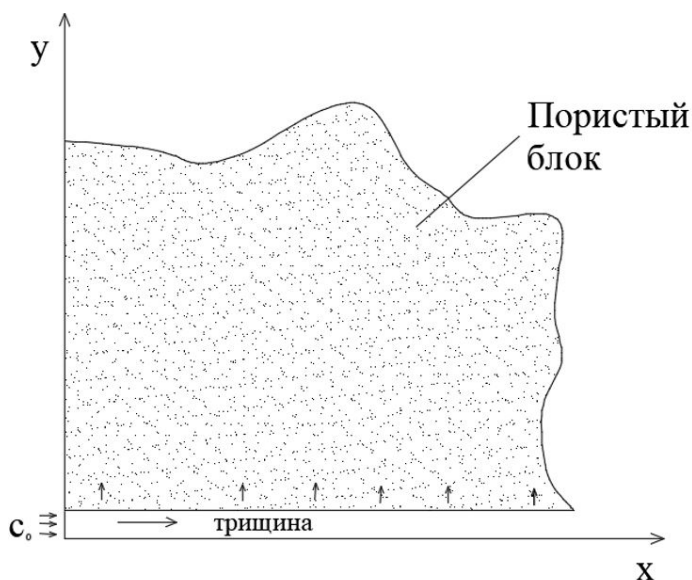 y
Пористый
блок
c₀
трищина
x